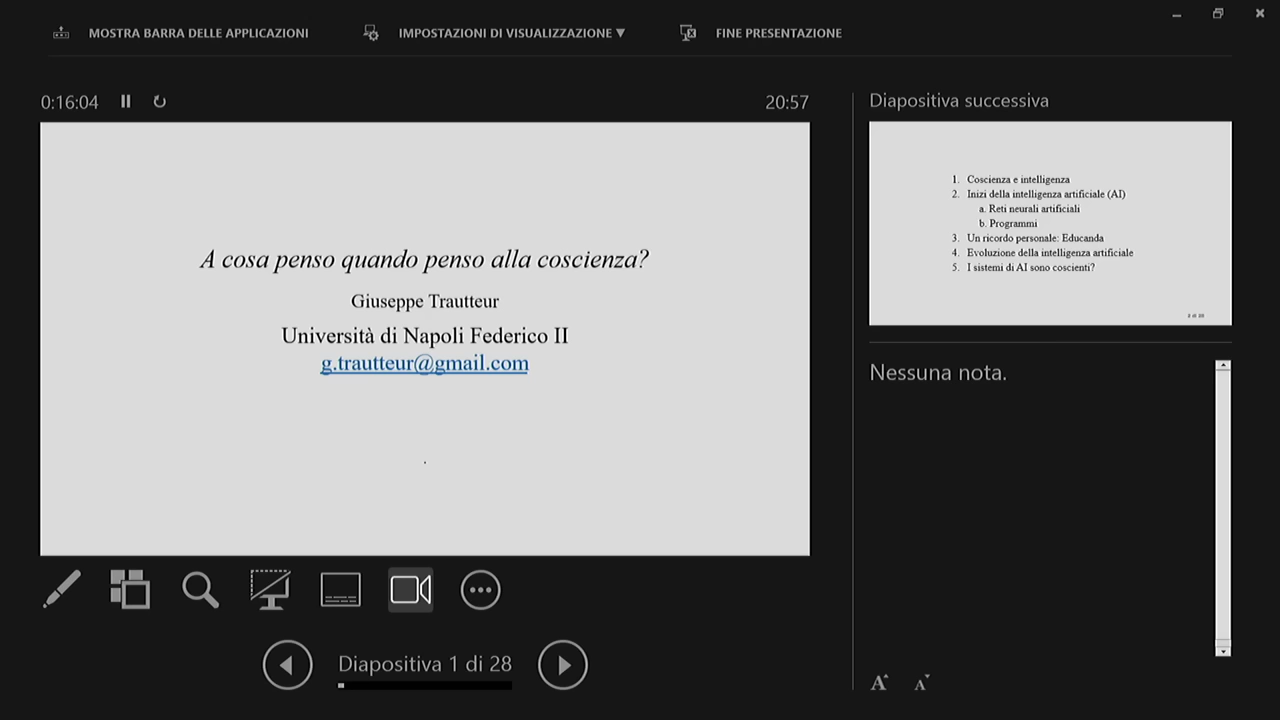 MOSTRA BARRA DELLE APPLICAZIONI
IMPOSTAZIONI DI VISUALIZZAZIONE ▼
FINE PRESENTAZIONE
0:16:04
20:57
A cosa penso quando penso alla coscienza?
Giuseppe Trautteur
Università di Napoli Federico II
g.trautteur@gmail.com
.
Diapositiva 1 di 28
Diapositiva successiva
1. Coscienza e intelligenza
2. Inizi della intelligenza artificiale (AI)
a. Reti neurali artificiali
b. Programmi
3. Un ricordo personale: Educanda
4. Evoluzione della intelligenza artificiale
5. I sistemi di AI sono coscienti?
2 di 28
Nessuna nota.
A A